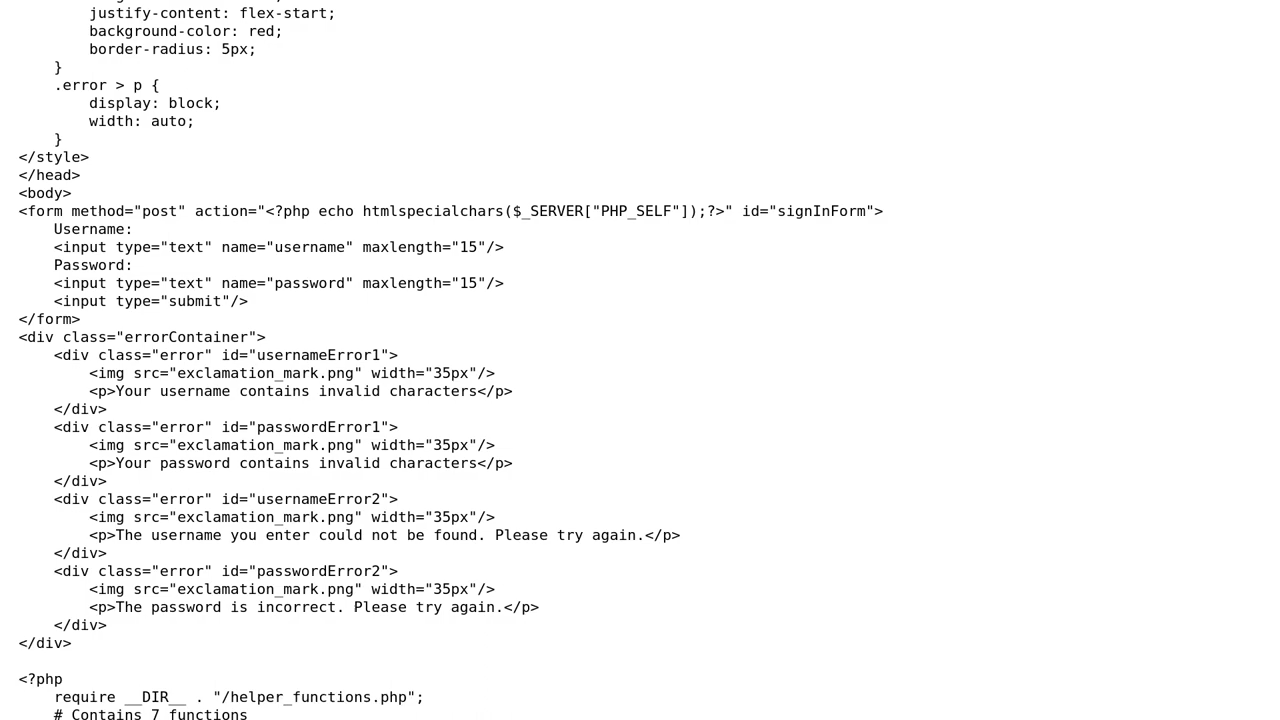 justify-content: flex-start;
background-color: red;
border-radius: 5px;
}
.error > p {
display: block;
width: auto;
}
</style>
</head>
<body>
<form method="post" action="<?php echo htmlspecialchars($_SERVER["PHP_SELF"]);?>" id="signInForm">
Username:
<input type="text" name="username" maxlength="15"/>
Password:
<input type="text" name="password" maxlength="15"/>
<input type="submit"/>
</form>
<div class="errorContainer">
<div class="error" id="usernameError1">
<img src="exclamation_mark.png" width="35px"/>
<p>Your username contains invalid characters</p>
</div>
<div class="error" id="passwordError1">
<img src="exclamation_mark.png" width="35px"/>
<p>Your password contains invalid characters</p>
</div>
<div class="error" id="usernameError2">
<img src="exclamation_mark.png" width="35px"/>
<p>The username you enter could not be found. Please try again.</p>
</div>
<div class="error" id="passwordError2">
<img src="exclamation_mark.png" width="35px"/>
<p>The password is incorrect. Please try again.</p>
</div>
</div>
<?php
require __DIR__ . "/helper_functions.php";
# Contains 7 functions